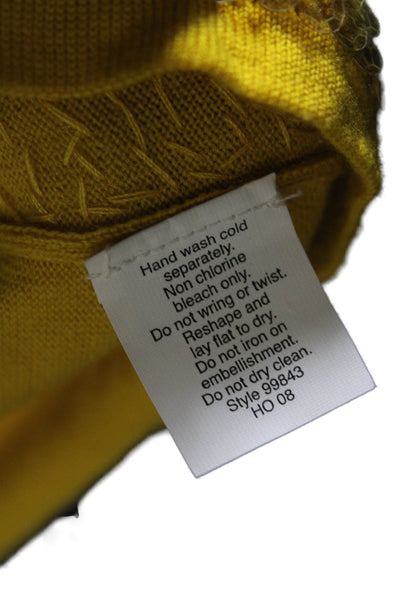 Hand wash cold
separately.
Non chlorine
bleach only.
Do not wring or twist.
Reshape and
lay flat to dry.
Do not iron on
embellishment.
Do not dry clean.
Style 99843
HO 08